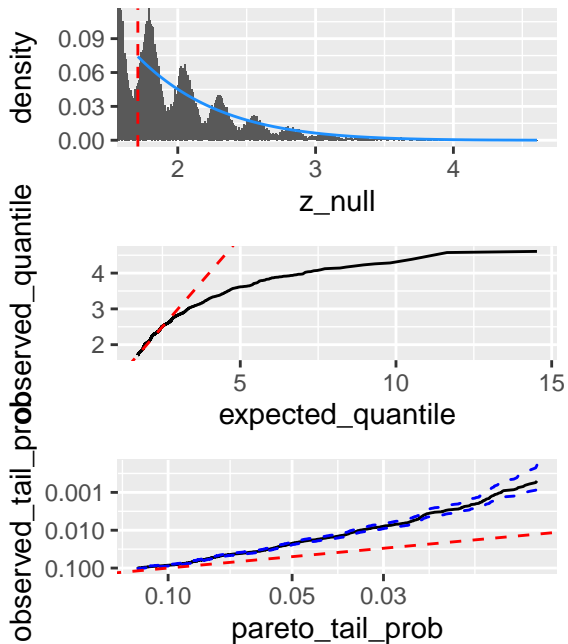 density
0.09
0.06
0.03
0.00
2 3 4
z_null
observed_quantile
4
3
2
5 10 15
expected_quantile
observed_tail_prob
0.001
0.010
0.100
0.10 0.05 0.03
pareto_tail_prob